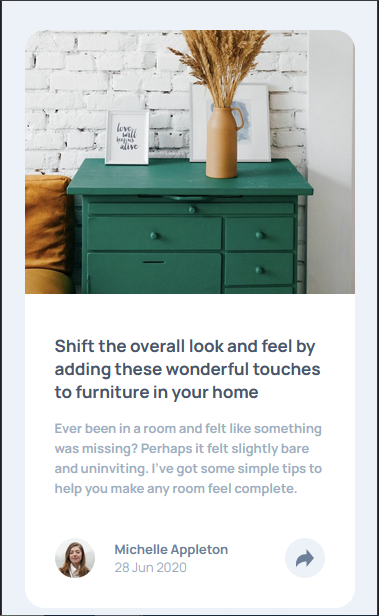 love
will
keep us
alive
Shift the overall look and feel by
adding these wonderful touches
to furniture in your home
Ever been in a room and felt like something
was missing? Perhaps it felt slightly bare
and uninviting. I've got some simple tips to
help you make any room feel complete.
Michelle Appleton
28 Jun 2020